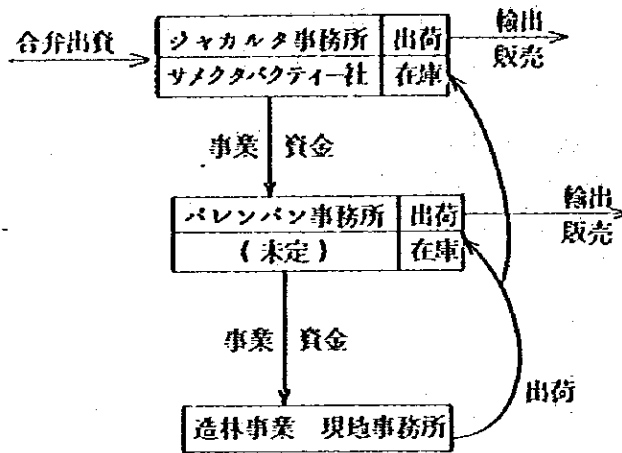 合弁出資
ジャカルタ事務所 出荷
サメクタバクティー社 在庫
輸出
販売
事業 資金
パレンバン事務所 出荷
(未定) 在庫
輸出
販売
事業 資金
出荷
造林事業 現地事務所